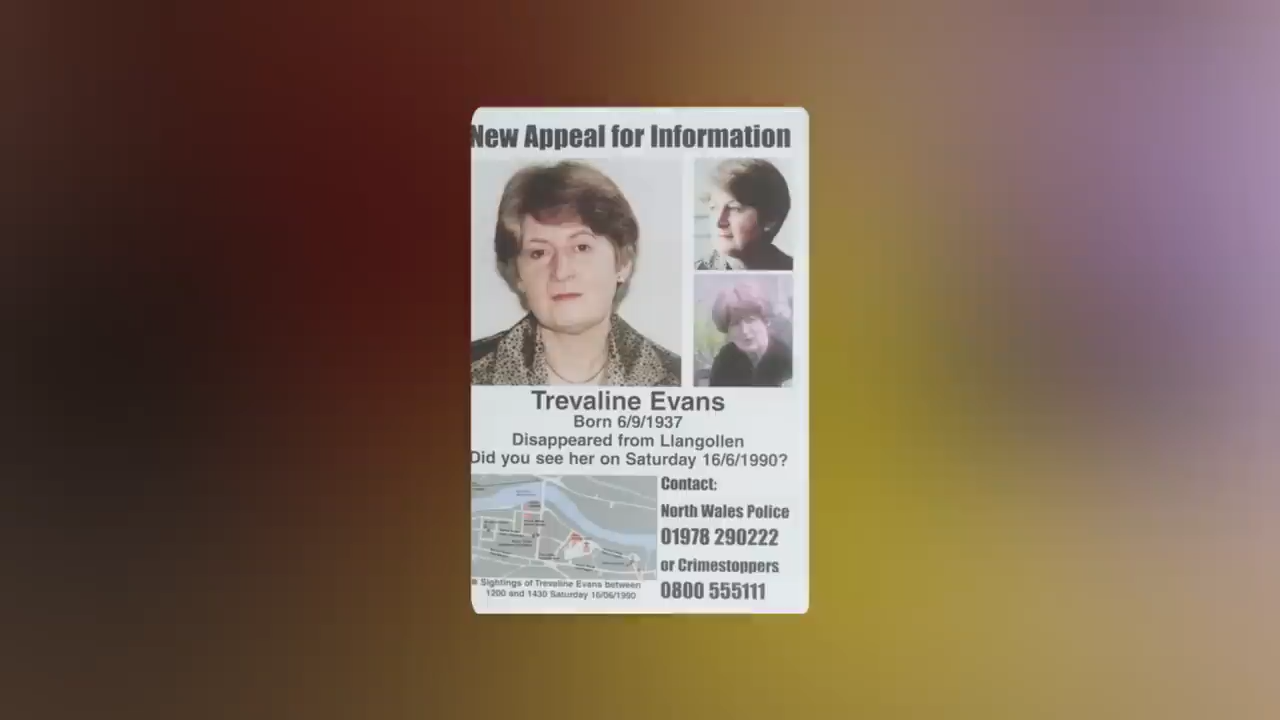 New Appeal for Information
Trevaline Evans
Born 6/9/1937
Disappeared from Llangollen
Did you see her on Saturday 16/6/1990?
Contact:
North Wales Police
01978 290222
or Crimestoppers
0800 555111
Sightings of Trevaline Evans between
1200 and 1430 Saturday 16/06/1990